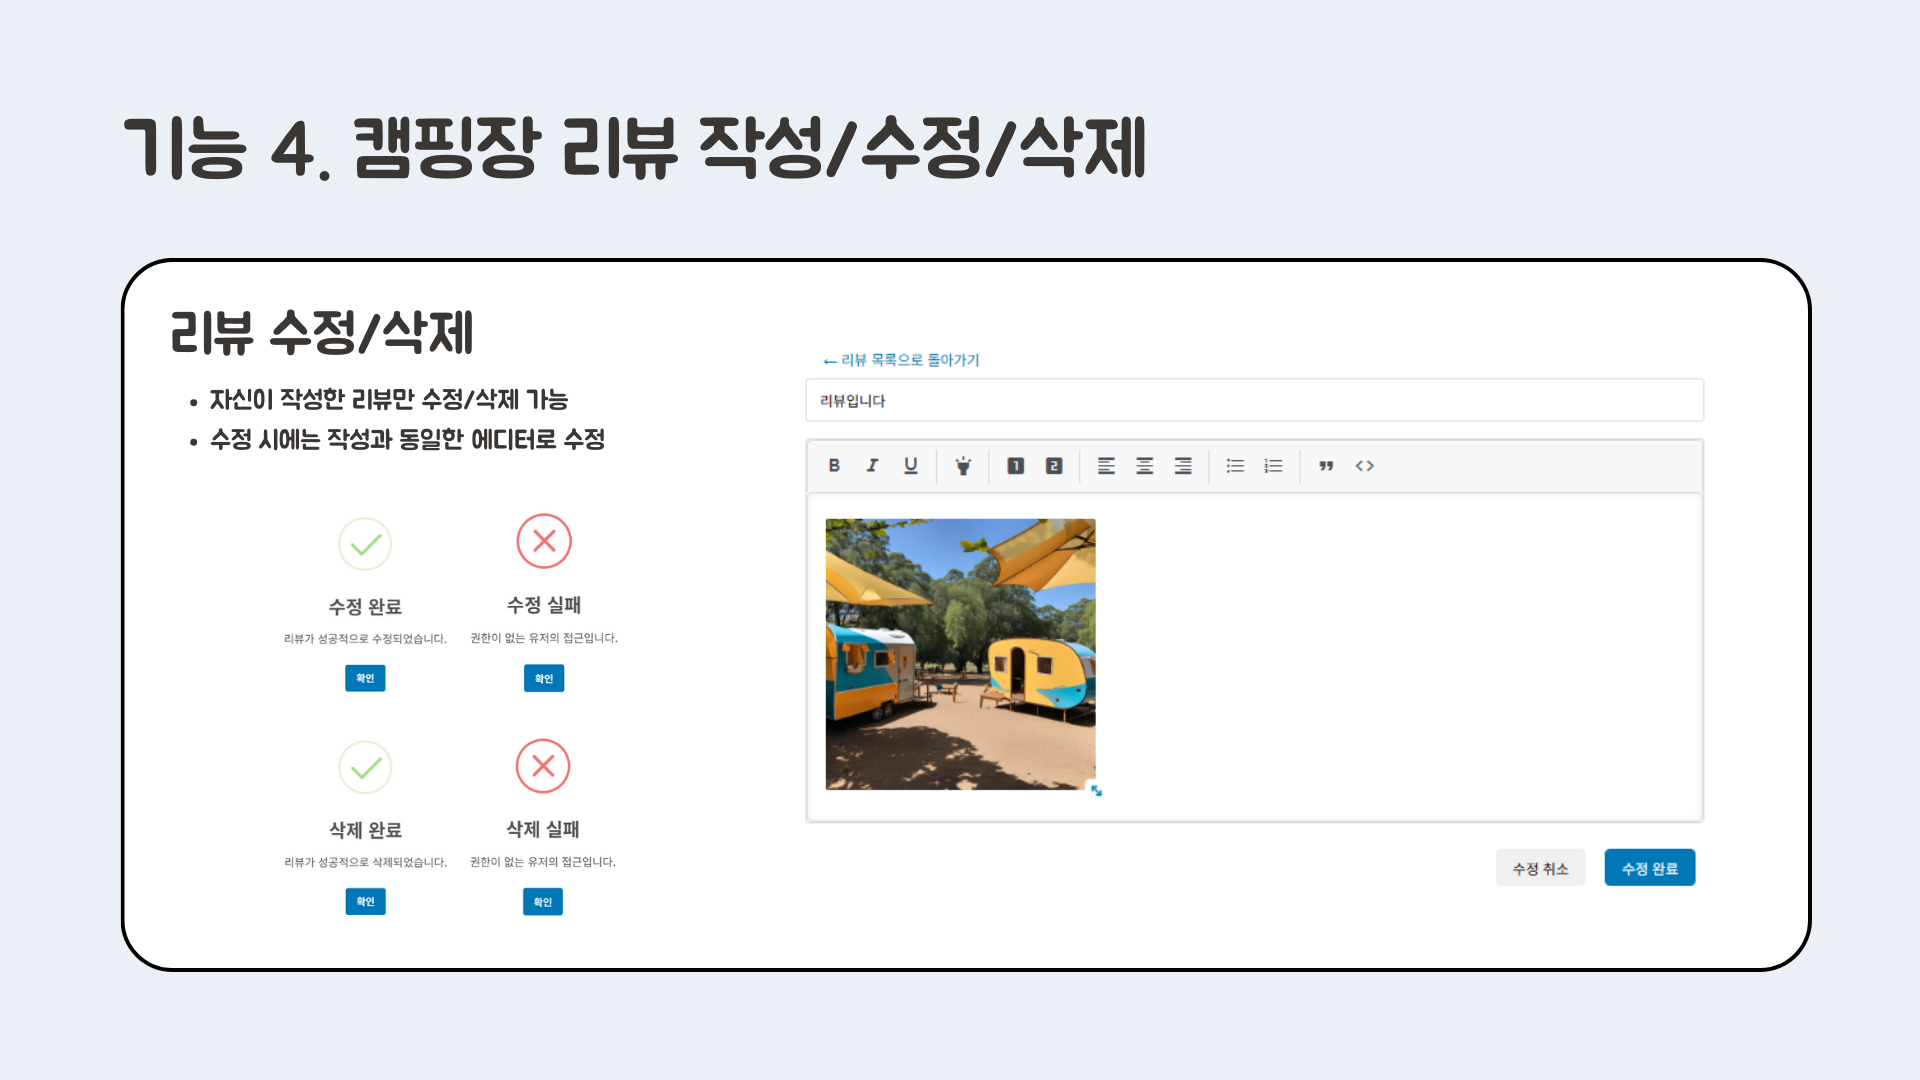 기능 4. 캠핑장 리뷰 작성/수정/삭제
리뷰 수정/삭제
• 자신이 작성한 리뷰만 수정/삭제 가능
• 수정 시에는 작성과 동일한 에디터로 수정
수정 완료
리뷰가 성공적으로 수정되었습니다.
확인
수정 실패
권한이 없는 유저의 접근입니다.
확인
삭제 완료
리뷰가 성공적으로 삭제되었습니다.
확인
삭제 실패
권한이 없는 유저의 접근입니다.
확인
← 리뷰 목록으로 돌아가기
리뷰입니다
B I U 1 2
수정 취소
수정 완료